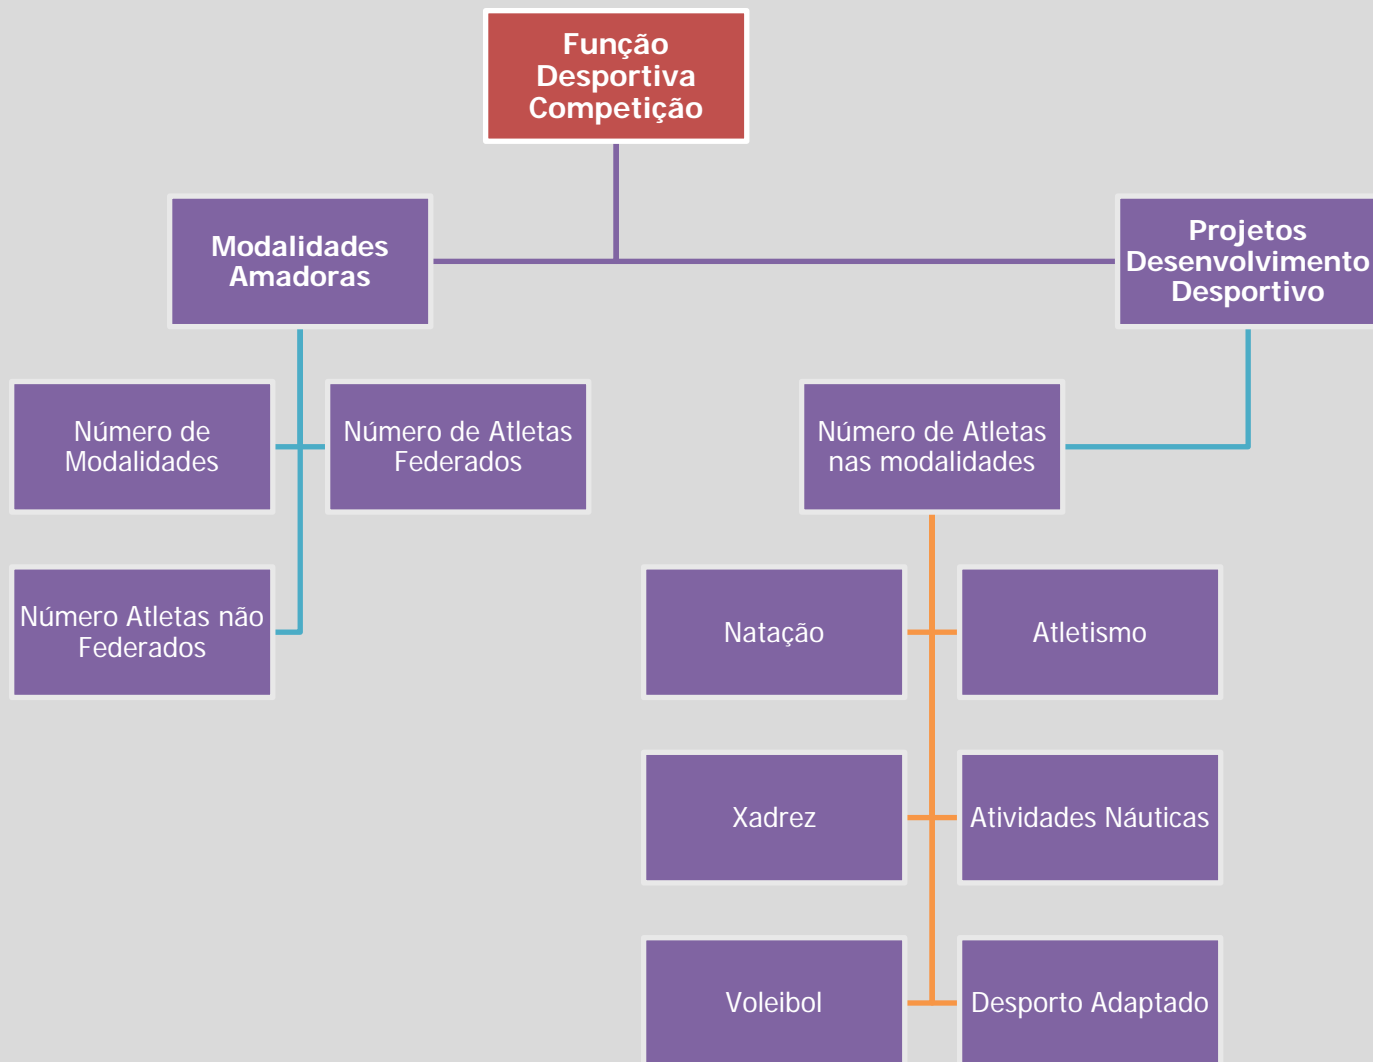 Função
Desportiva
Competição
Modalidades
Amadoras
Projetos
Desenvolvimento
Desportivo
Número de
Modalidades
Número de Atletas
Federados
Número de Atletas
nas modalidades
Número Atletas não
Federados
Natação
Atletismo
Xadrez
Atividades Náuticas
Voleibol
Desporto Adaptado